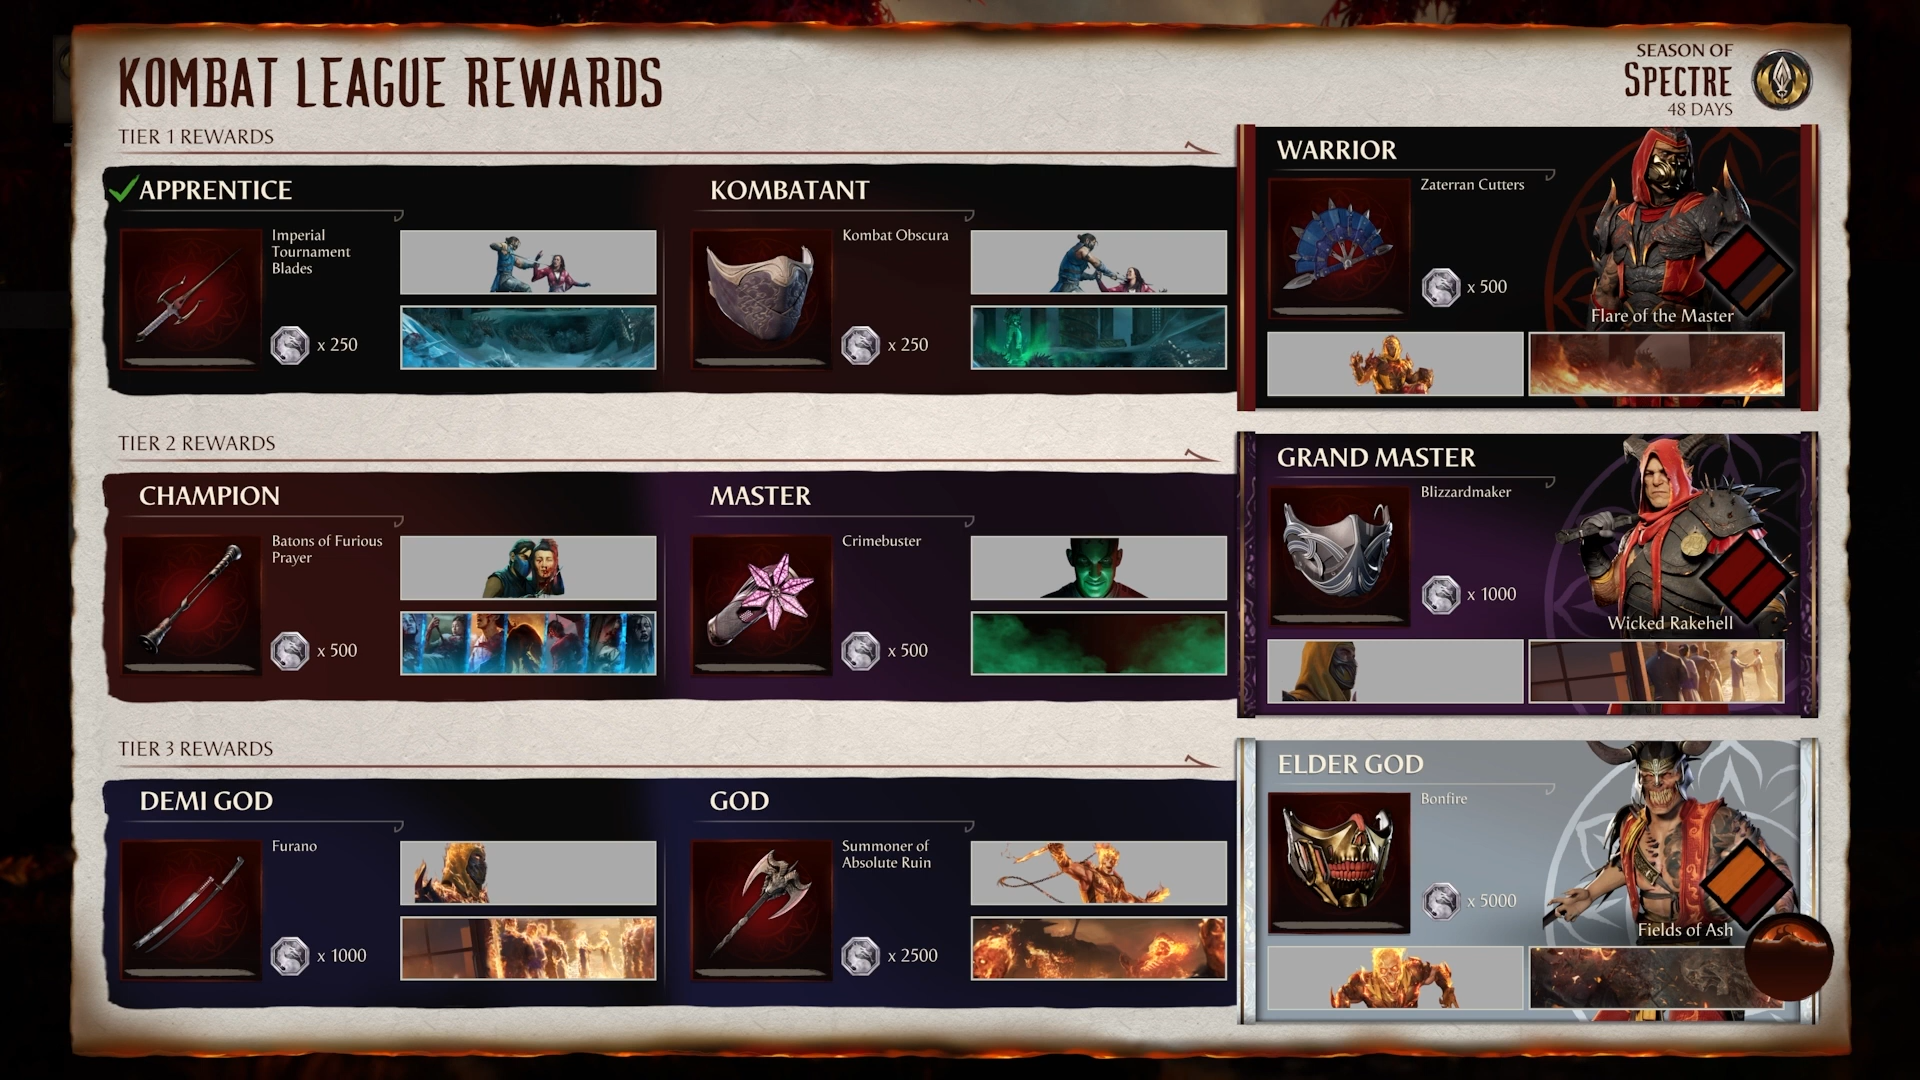 KOMBAT LEAGUE REWARDS
SEASON OF
SPECTRE
48 DAYS
TIER 1 REWARDS
APPRENTICE
Imperial
Tournament
Blades
x 250
KOMBATANT
Kombat Obscura
x 250
WARRIOR
Zaterran Cutters
x 500
Flare of the Master
TIER 2 REWARDS
CHAMPION
Batons of Furious
Prayer
x 500
MASTER
Crimebuster
x 500
GRAND MASTER
Blizzardmaker
x 1000
Wicked Rakehell
TIER 3 REWARDS
DEMI GOD
Furano
x 1000
GOD
Summoner of
Absolute Ruin
x 2500
ELDER GOD
Bonfire
x 5000
Fields of Ash